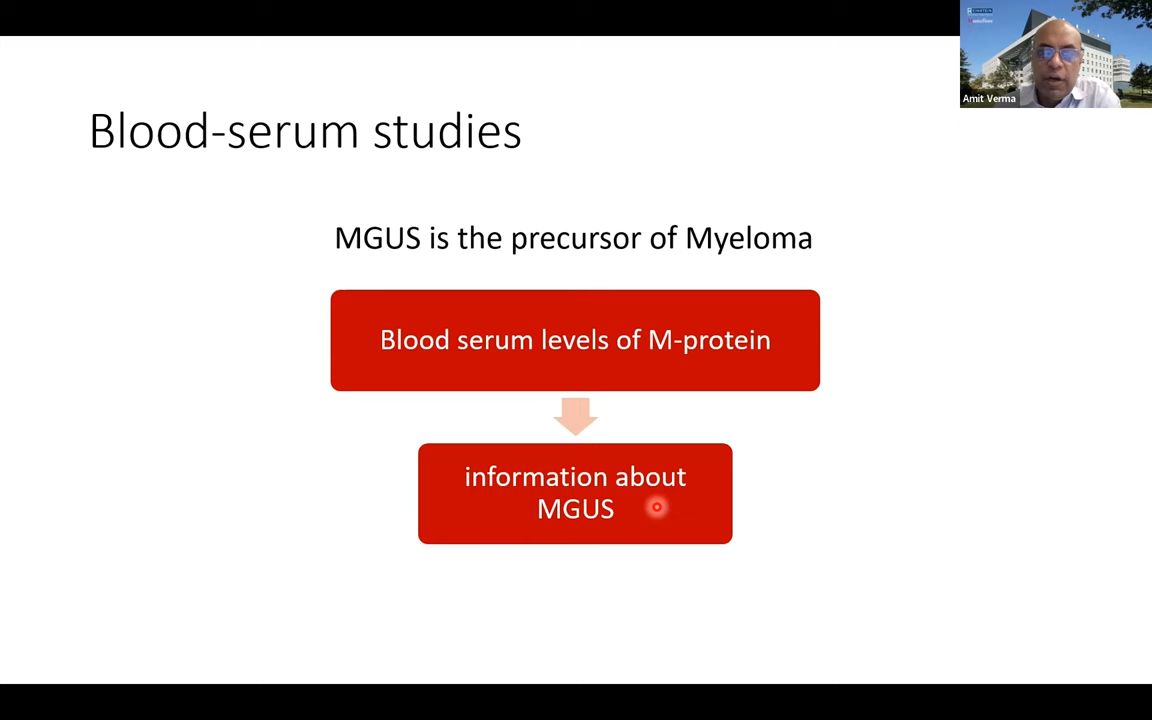 Blood-serum studies
MGUS is the precursor of Myeloma
Blood serum levels of M-protein
information about
MGUS
Amit Verma